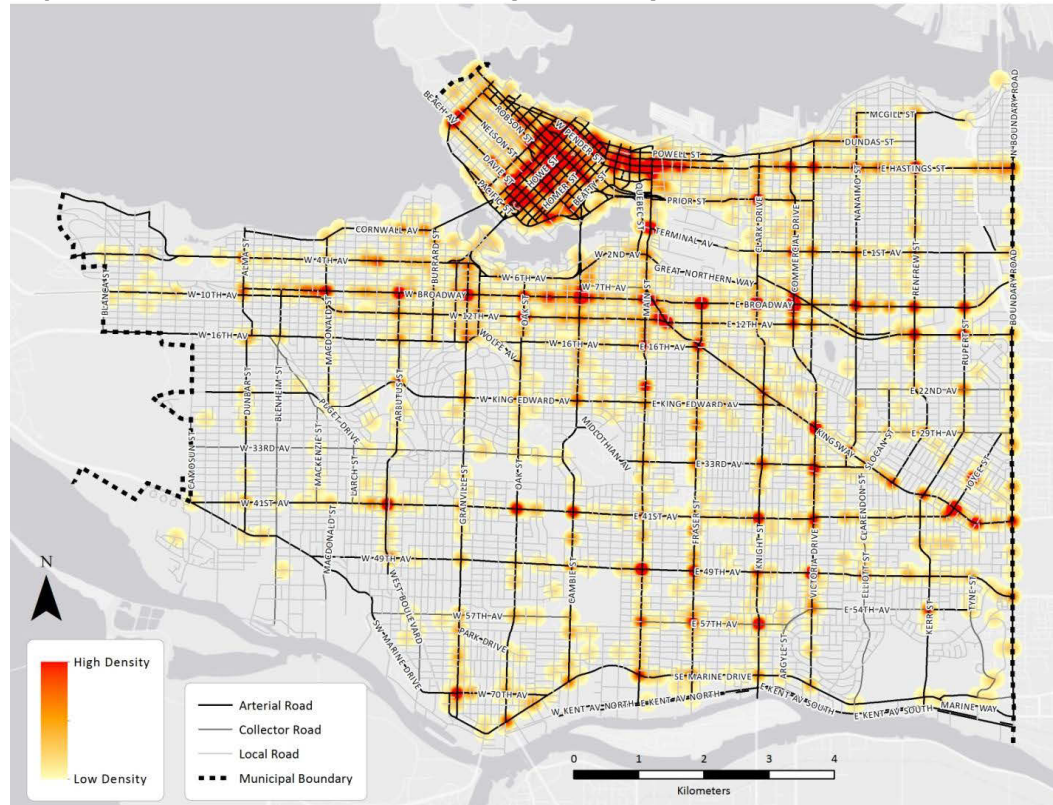 MCGILL ST
N BOUNDARY ROAD
BEACH AV
ROBSON ST
W PENDER ST
DUNDAS ST
NELSON ST
POWELL ST
E HASTINGS ST
DAVIE ST
HOWE ST
NANAIMO ST
PACIFIC ST
HOMER ST
BEATTY ST
QUEBEC ST
PRIOR ST
CLARK DRIVE
COMMERCIAL DRIVE
CORNWALL AV
TERMINAL AV
ALMA ST
BURRARD ST
W 2ND AV
E 1ST AV
RENFREW ST
W 4TH AV
W 6TH AV
GREAT NORTHERN WAY
BOUNDARY ROAD
BLANCA ST
W 10TH AV
W BROADWAY
W 7TH AV
MAIN ST
E BROADWAY
MACDONALD ST
W 12TH AV
OAK ST
E 12TH AV
RUPERT ST
W 16TH AV
WOLFE AV
W 16TH AV
E 16TH AV
DUNBAR ST
BLENHEIM ST
ARBUTUS ST
E 22ND AV
PUGET DRIVE
W KING EDWARD AV
E KING EDWARD AV
MIDLOTHIAN AV
KINGSWAY
SLOCAN ST
E 29TH AV
CAMOSUN ST
W 33RD AV
MACKENZIE ST
LARCH ST
OAK ST
E 33RD AV
JOYCE ST
W 41ST AV
GRANVILLE ST
E 41ST AV
FRASER ST
CLARENDON ST
MACDONALD ST
W 49TH AV
CAMBIE ST
E 49TH AV
KNIGHT ST
VICTORIA DRIVE
ELLIOTT ST
N
WEST BOULEVARD
W 57TH AV
E 54TH AV
KERR ST
TYNE ST
SW MARINE DRIVE
PARK DRIVE
E 57TH AV
ARGYLE ST
W 70TH AV
SE MARINE DRIVE
W KENT AV NORTH
E KENT AV NORTH
E KENT AV SOUTH
E KENT AV SOUTH
MARINE WAY
High Density
Low Density
Arterial Road
Collector Road
Local Road
Municipal Boundary
0 1 2 3 4
Kilometers